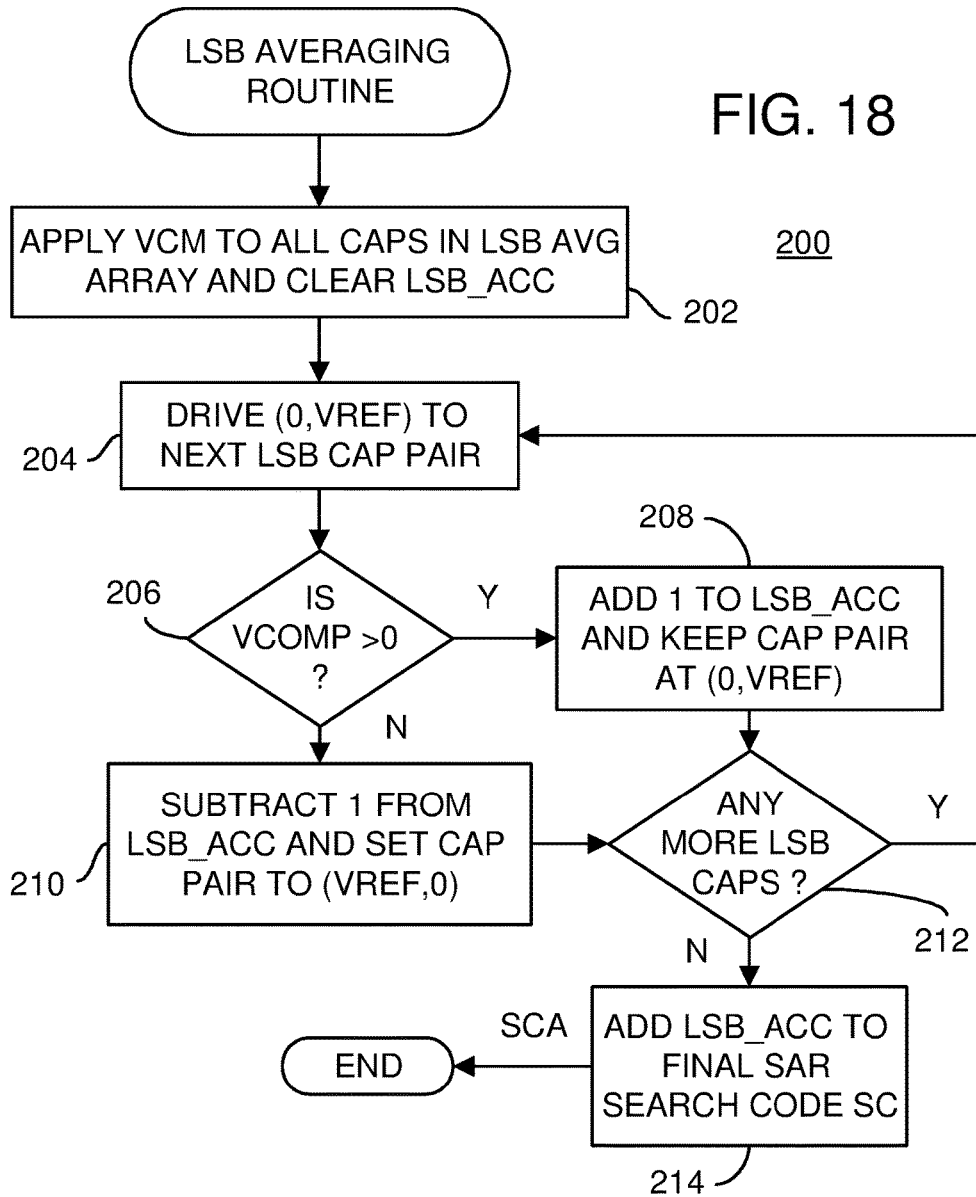 LSB AVERAGING
ROUTINE
FIG. 18
200
APPLY VCM TO ALL CAPS IN LSB AVG
ARRAY AND CLEAR LSB_ACC
202
DRIVE (0,VREF) TO
NEXT LSB CAP PAIR
204
206
IS
VCOMP >0
?
Y
N
208
ADD 1 TO LSB_ACC
AND KEEP CAP PAIR
AT (0,VREF)
SUBTRACT 1 FROM
LSB_ACC AND SET CAP
PAIR TO (VREF,0)
210
ANY
MORE LSB
CAPS ?
Y
212
N
ADD LSB_ACC TO
FINAL SAR
SEARCH CODE SC
214
SCA
END